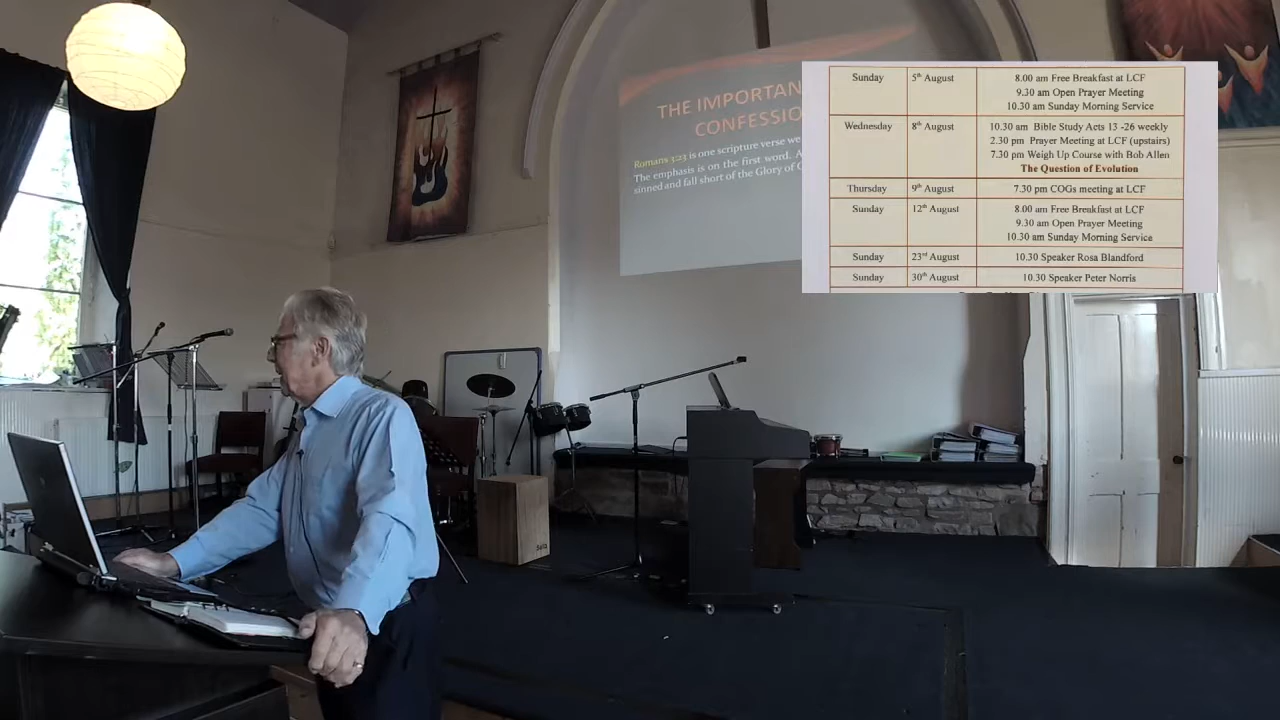 THE IMPORTAN
CONFESSIO
Romans 3:23 is one scripture verse we
The emphasis is on the first word. A
sinned and fall short of the Glory of G
Sunday 5th August 8.00 am Free Breakfast at LCF
9.30 am Open Prayer Meeting
10.30 am Sunday Morning Service
Wednesday 8th August 10.30 am Bible Study Acts 13 -26 weekly
2.30 pm Prayer Meeting at LCF (upstairs)
7.30 pm Weigh Up Course with Bob Allen
The Question of Evolution
Thursday 9th August 7.30 pm COGs meeting at LCF
Sunday 12th August 8.00 am Free Breakfast at LCF
9.30 am Open Prayer Meeting
10.30 am Sunday Morning Service
Sunday 23rd August 10.30 Speaker Rosa Blandford
Sunday 30th August 10.30 Speaker Peter Norris